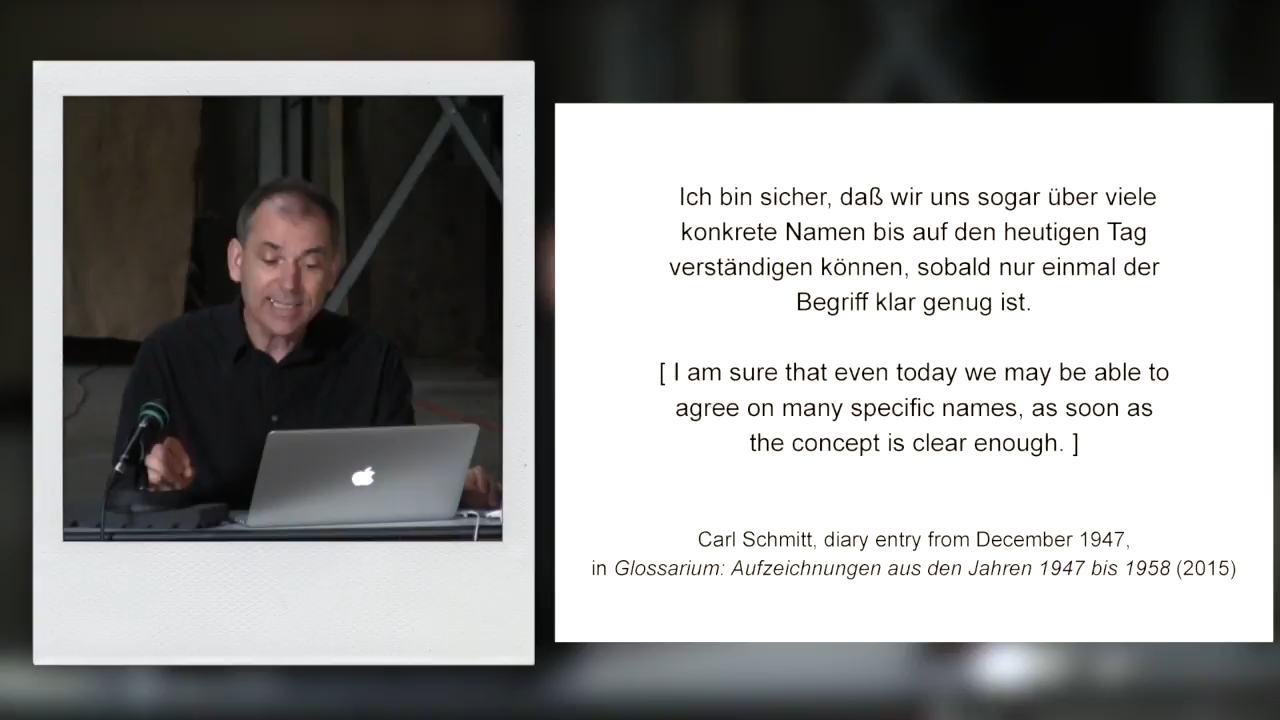 Ich bin sicher, daß wir uns sogar über viele
konkrete Namen bis auf den heutigen Tag
verständigen können, sobald nur einmal der
Begriff klar genug ist.
[ I am sure that even today we may be able to
agree on many specific names, as soon as
the concept is clear enough. ]
Carl Schmitt, diary entry from December 1947,
in Glossarium: Aufzeichnungen aus den Jahren 1947 bis 1958 (2015)